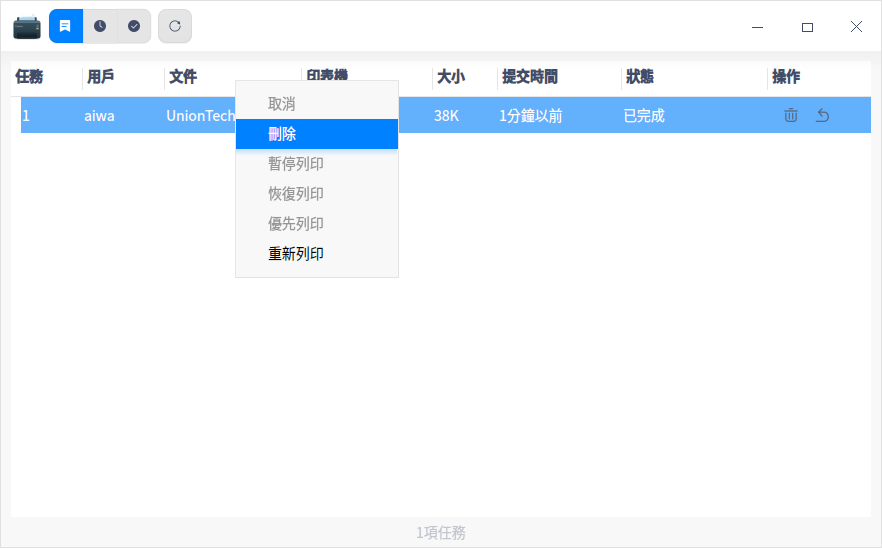 任務 用戶 文件 印表機 大小 提交時間 狀態 操作
1 aiwa UnionTech 38K 1分鐘以前 已完成
取消
刪除
暫停列印
恢復列印
優先列印
重新列印
1項任務